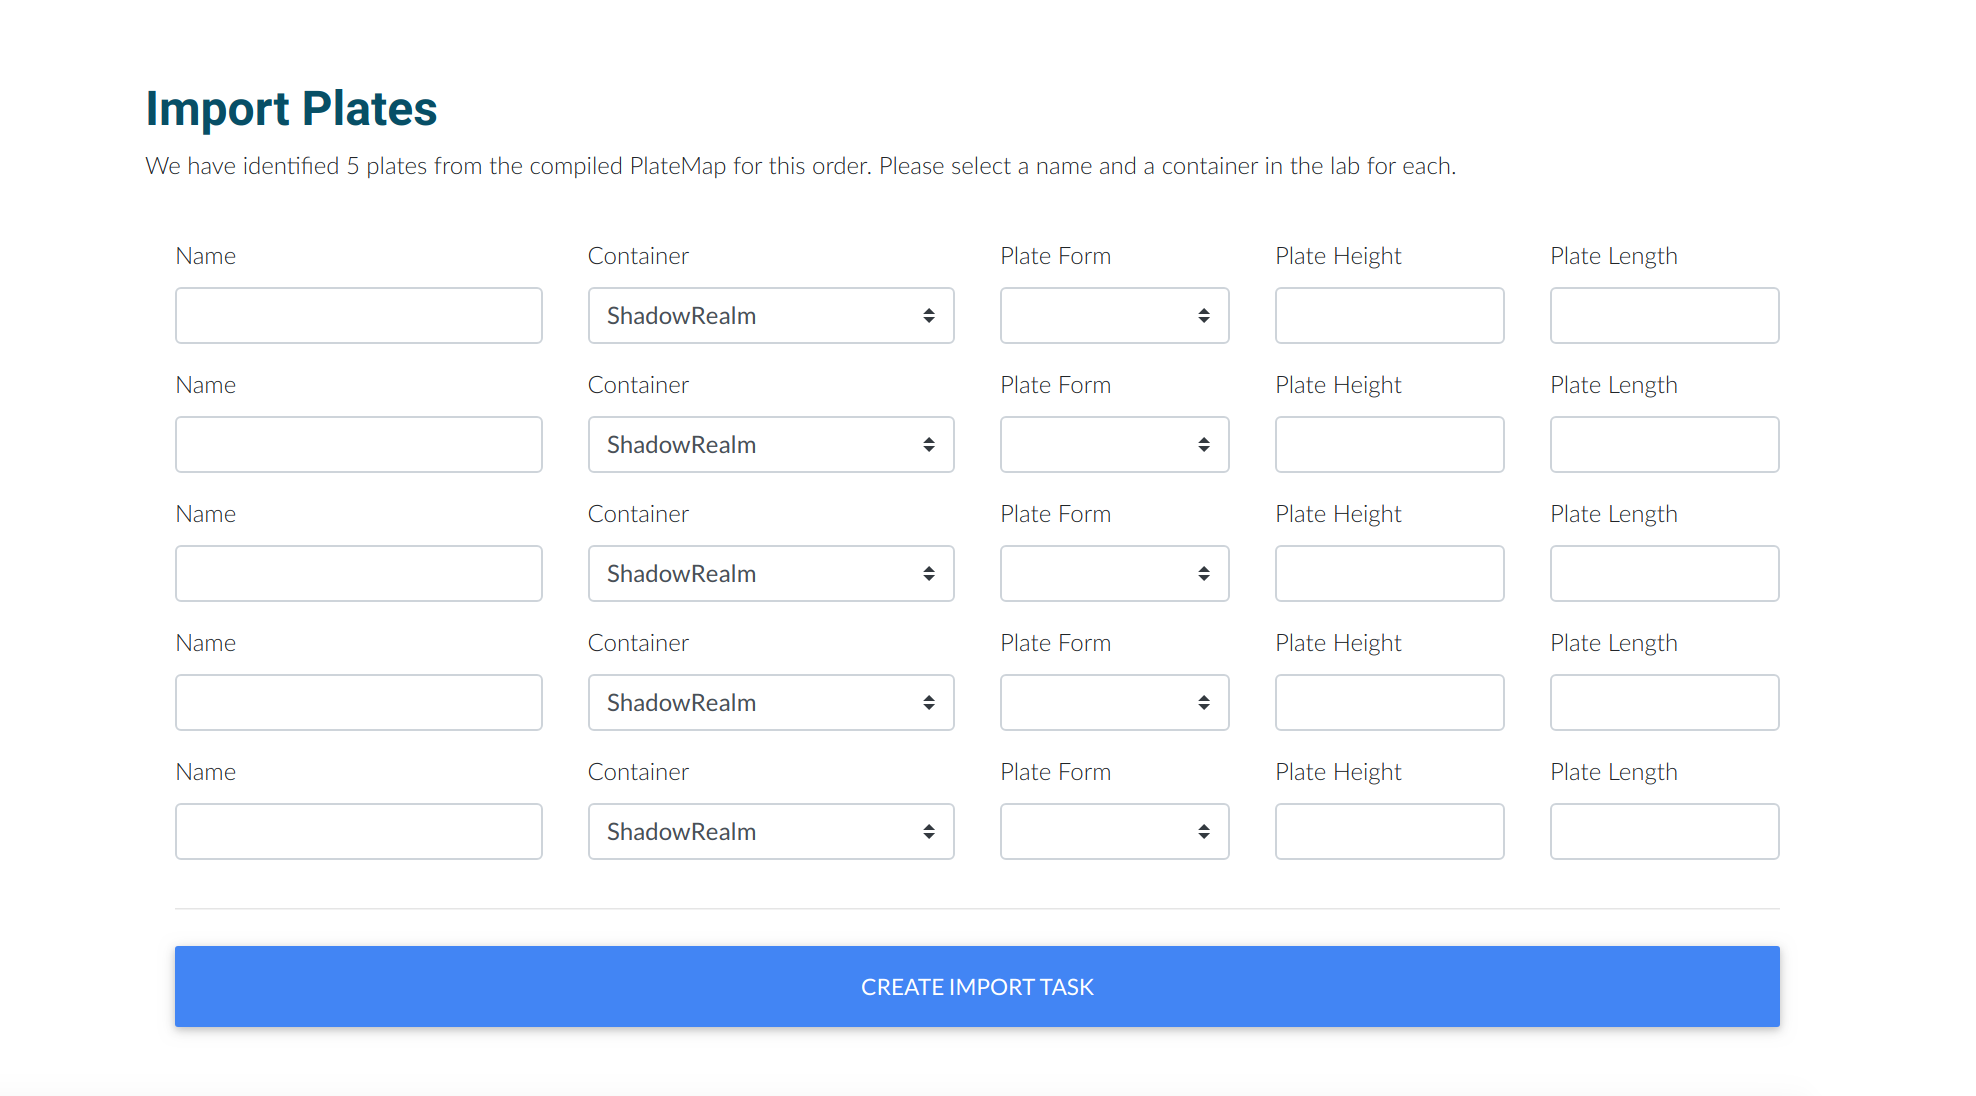 Import Plates
We have identified 5 plates from the compiled PlateMap for this order. Please select a name and a container in the lab for each.
Name Container Plate Form Plate Height Plate Length
ShadowRealm
Name Container Plate Form Plate Height Plate Length
ShadowRealm
Name Container Plate Form Plate Height Plate Length
ShadowRealm
Name Container Plate Form Plate Height Plate Length
ShadowRealm
Name Container Plate Form Plate Height Plate Length
ShadowRealm
CREATE IMPORT TASK